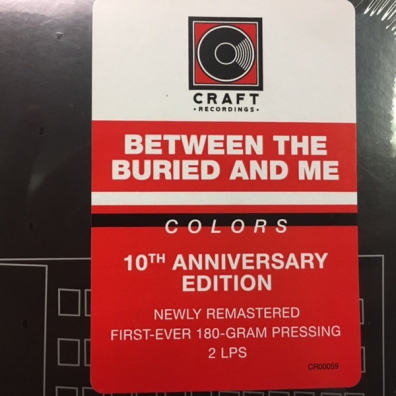 CRAFT
• RECORDINGS •
BETWEEN THE
BURIED AND ME
COLORS
10TH ANNIVERSARY
EDITION
NEWLY REMASTERED
FIRST-EVER 180-GRAM PRESSING
2 LPS
CR00059